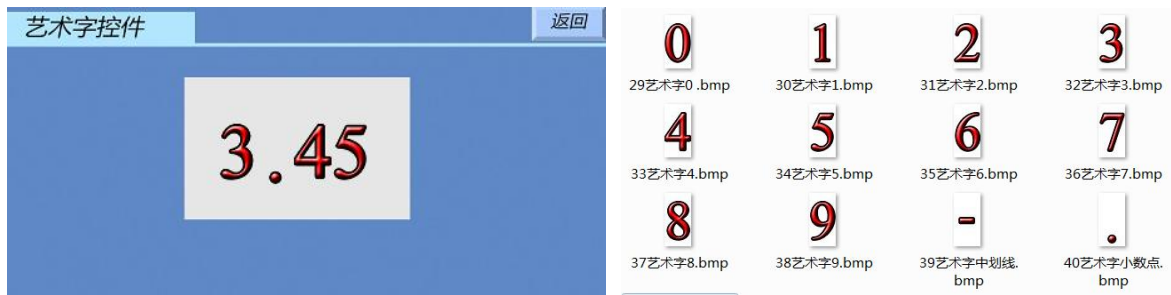 艺术字控件
返回
3.45
0 1 2 3
29艺术字0 .bmp 30艺术字1.bmp 31艺术字2.bmp 32艺术字3.bmp
4 5 6 7
33艺术字4.bmp 34艺术字5.bmp 35艺术字6.bmp 36艺术字7.bmp
8 9 - .
37艺术字8.bmp 38艺术字9.bmp 39艺术字中划线. 40艺术字小数点.
bmp bmp